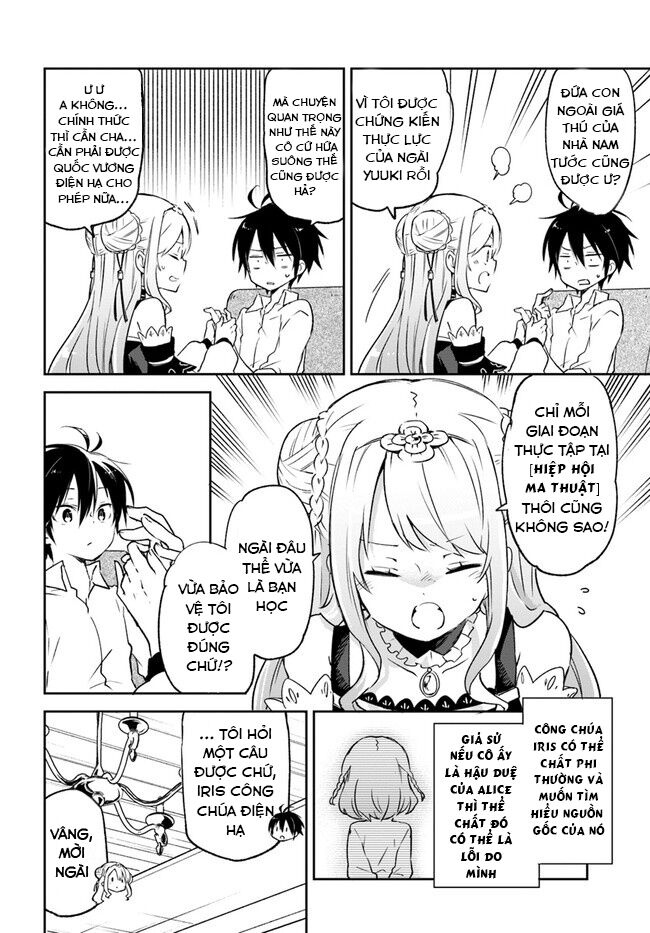 ĐỨA CON
NGOÀI GIÁ
THÚ CỦA
NHÀ NAM
TƯỚC CŨNG
ĐƯỢC Ư?
VÌ TÔI ĐƯỢC
CHỨNG KIẾN
THỰC LỰC
CỦA NGÀI
YUUKI RỒI
MÀ CHUYỆN
QUAN TRỌNG
NHƯ THẾ NÀY
CÔ CỨ HỨA
SUÔNG THẾ
CŨNG ĐƯỢC
HẢ?
Ư Ư
A KHÔNG...
CHÍNH THỨC
THÌ CẦN CHA...
CẦN PHẢI ĐƯỢC
QUỐC VƯƠNG
ĐIỆN HẠ CHO
PHÉP NỮA...
CHỈ MỖI
GIAI ĐOẠN
THỰC TẬP TẠI
[HIỆP HỘI
MA THUẬT]
THÔI CŨNG
KHÔNG SAO!
NGÀI ĐÂU
THỂ VỪA
LÀ BẠN
HỌC
VỪA BẢO
VỆ TÔI
ĐƯỢC
ĐÚNG
CHỨ!?
CÔNG CHÚA
IRIS CÓ THỂ
CHẤT PHI
THƯỜNG VÀ
MUỐN TÌM
HIỂU NGUỒN
GỐC CỦA NÓ
GIẢ SỬ
NẾU CÔ ẤY
LÀ HẬU DUỆ
CỦA ALICE
THÌ THỂ
CHẤT ĐÓ
CÓ THỂ LÀ
LỖI DO
MÌNH
... TÔI HỎI
MỘT CÂU
ĐƯỢC CHỨ,
IRIS CÔNG
CHÚA ĐIỆN
HẠ
VÂNG,
MỜI
NGÀI